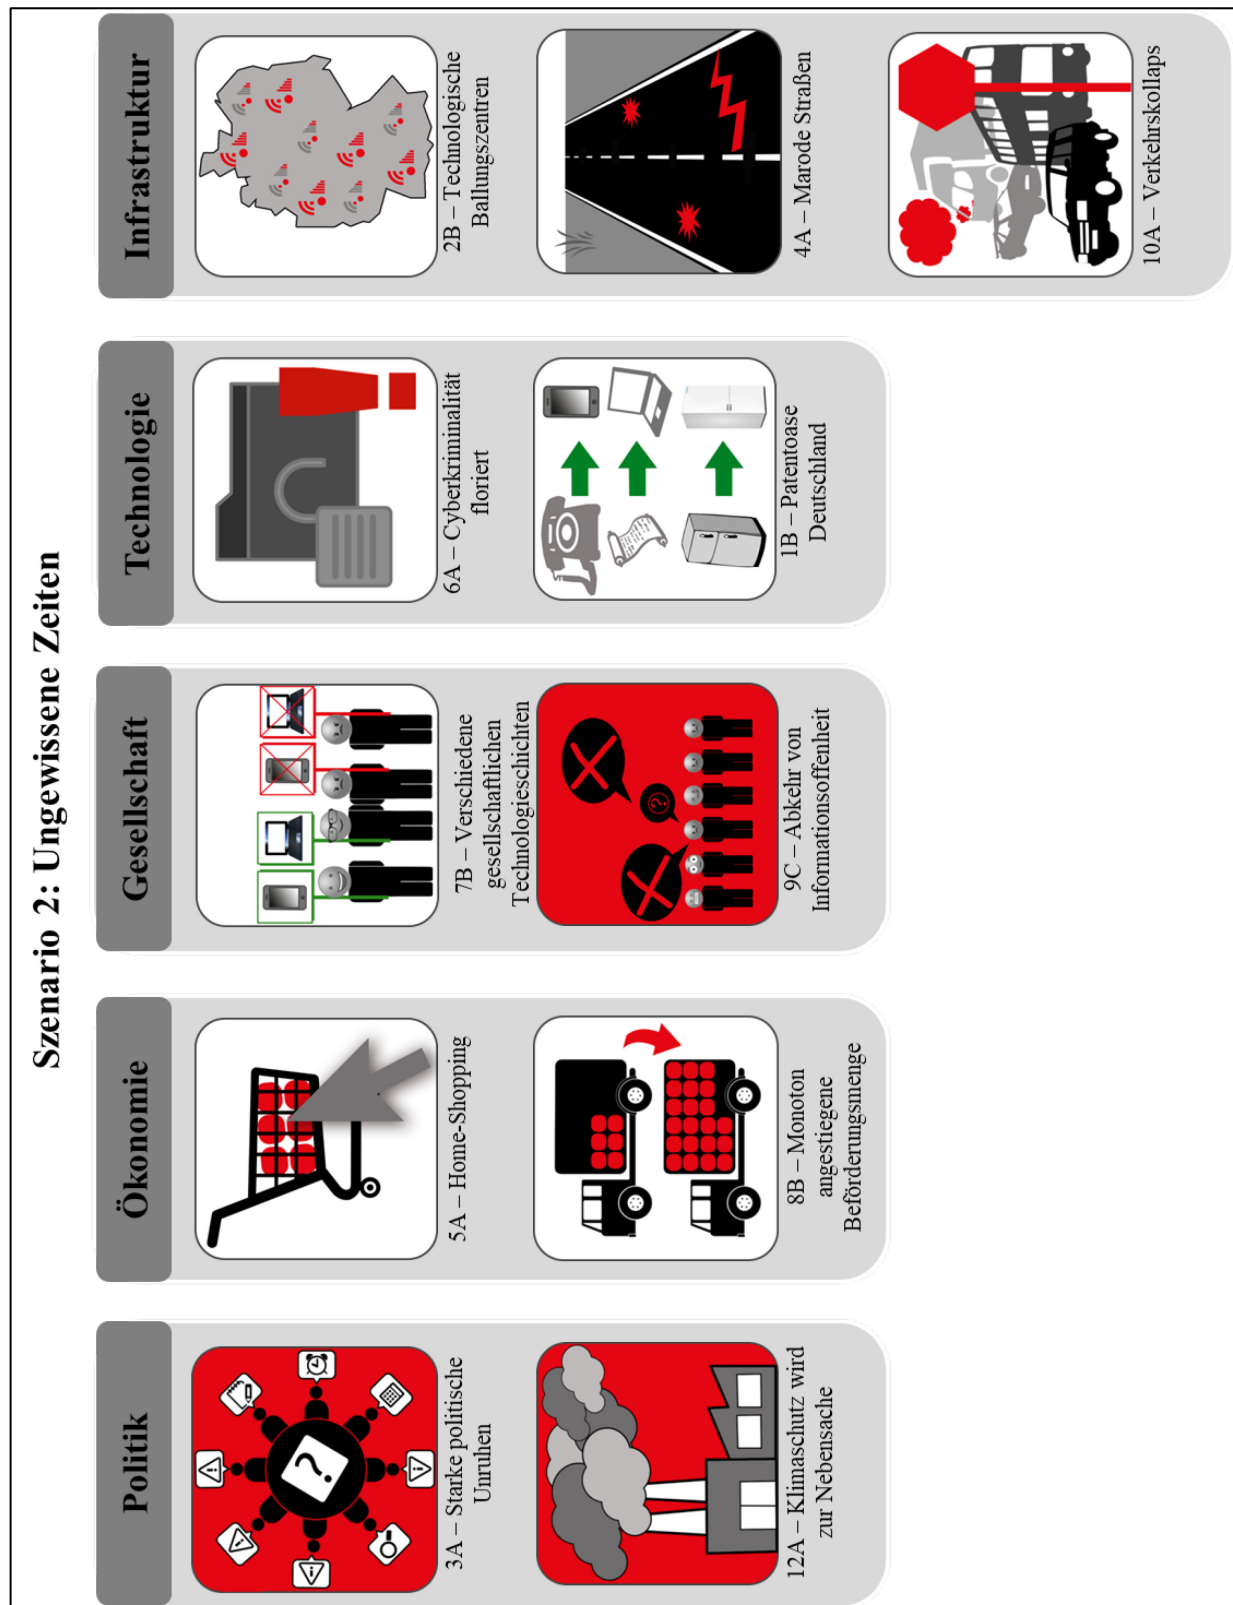 Szenario 2: Ungewissene Zeiten
Politik
3A – Starke politische
Unruhen
12A – Klimaschutz wird
zur Nebensache
Ökonomie
5A – Home-Shopping
8B – Monoton
angestiegene
Beförderungsmenge
Gesellschaft
7B – Verschiedene
gesellschaftlichen
Technologieschichten
9C – Abkehr von
Informationsoffenheit
Technologie
6A – Cyberkriminalität
floriert
1B – Patentoase
Deutschland
Infrastruktur
2B – Technologische
Ballungszentren
4A – Marode Straßen
10A – Verkehrskollaps